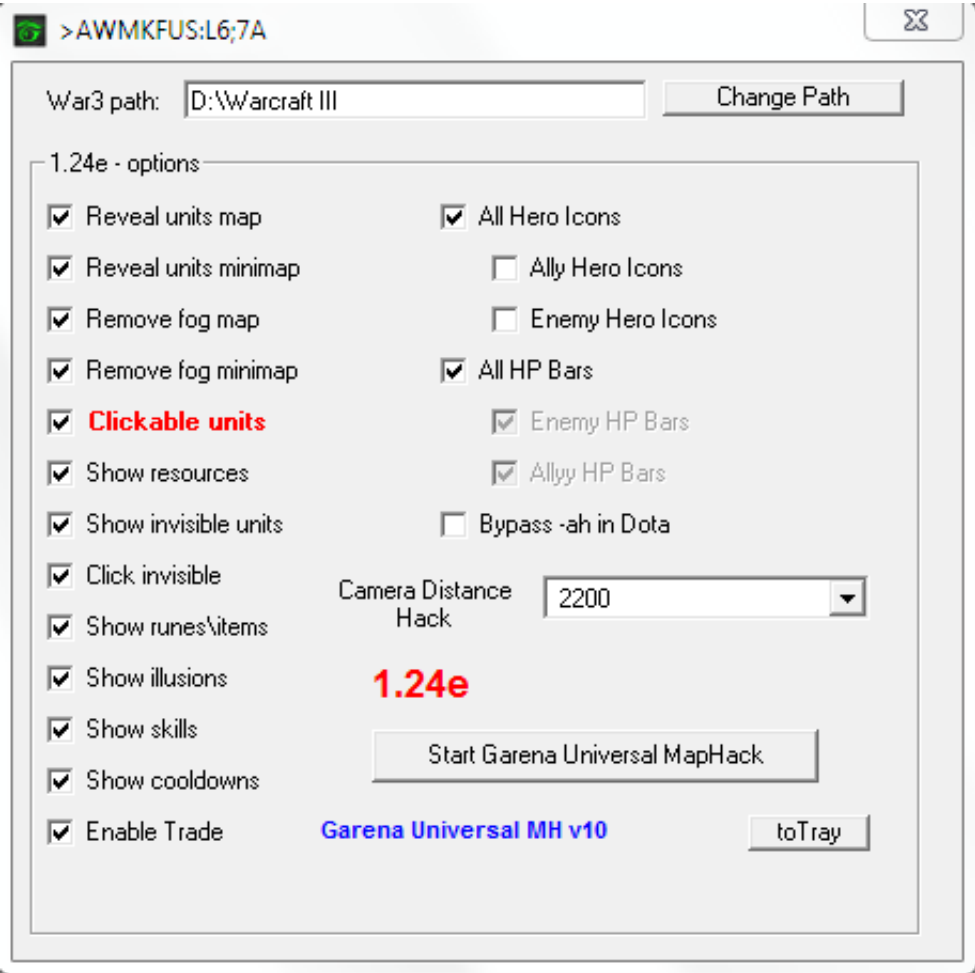 >AWMKFUS:L6;7A
War3 path: D:\Warcraft III Change Path
1.24e - options
Reveal units map
Reveal units minimap
Remove fog map
Remove fog minimap
Clickable units
Show resources
Show invisible units
Click invisible
Show runes\items
Show illusions
Show skills
Show cooldowns
Enable Trade
All Hero Icons
Ally Hero Icons
Enemy Hero Icons
All HP Bars
Enemy HP Bars
Allyy HP Bars
Bypass -ah in Dota
Camera Distance
Hack
2200
1.24e
Start Garena Universal MapHack
Garena Universal MH v10
toTray